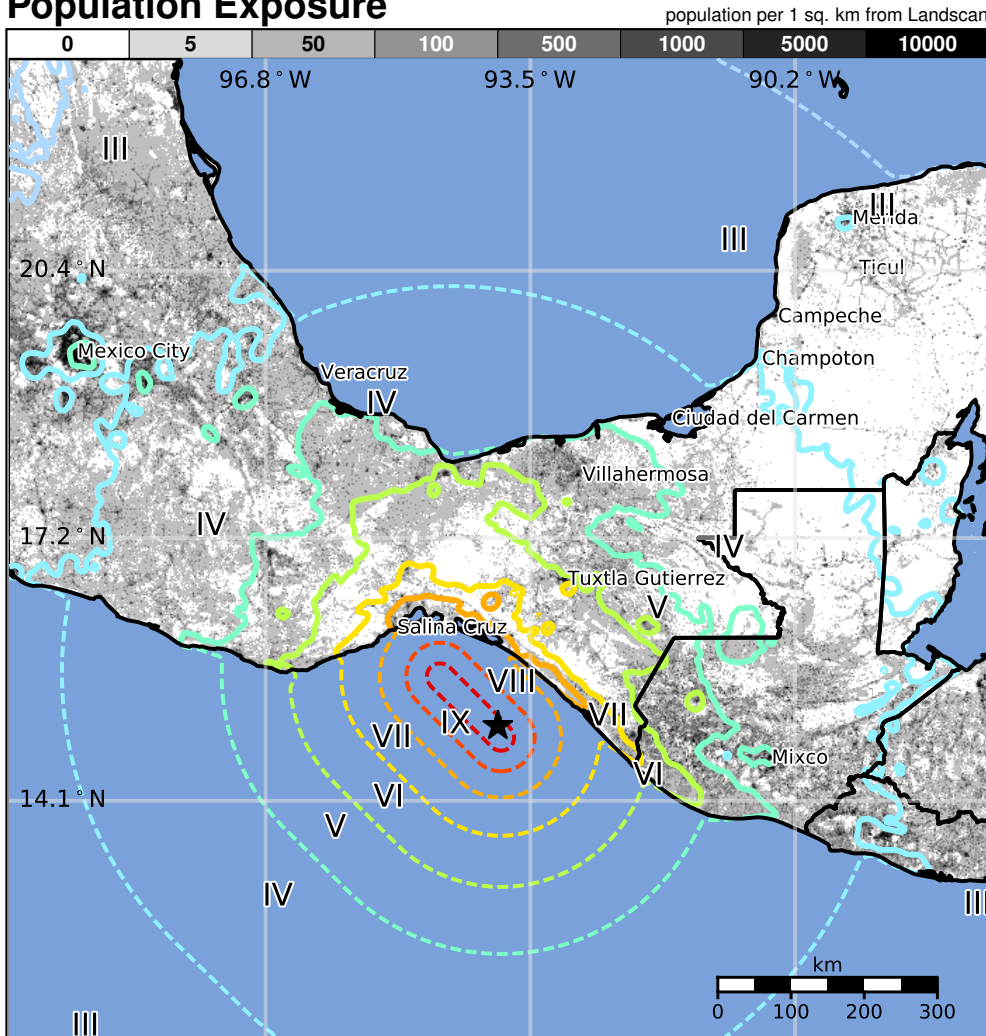 Population Exposure
population per 1 sq. km from Landscan
0 5 50 100 500 1000 5000 10000
96.8°W 93.5°W 90.2°W
III
III
Merida
III
20.4°N
Ticul
Campeche
Mexico City
Champoton
Veracruz
IV
Ciudad del Carmen
Villahermosa
IV
17.2°N
IV
Tuxtla Gutierrez
V
Salina Cruz
VIII
VII
IX
VII
Mixco
VI
VI
14.1°N
V
IV
III
km
0 100 200 300
III